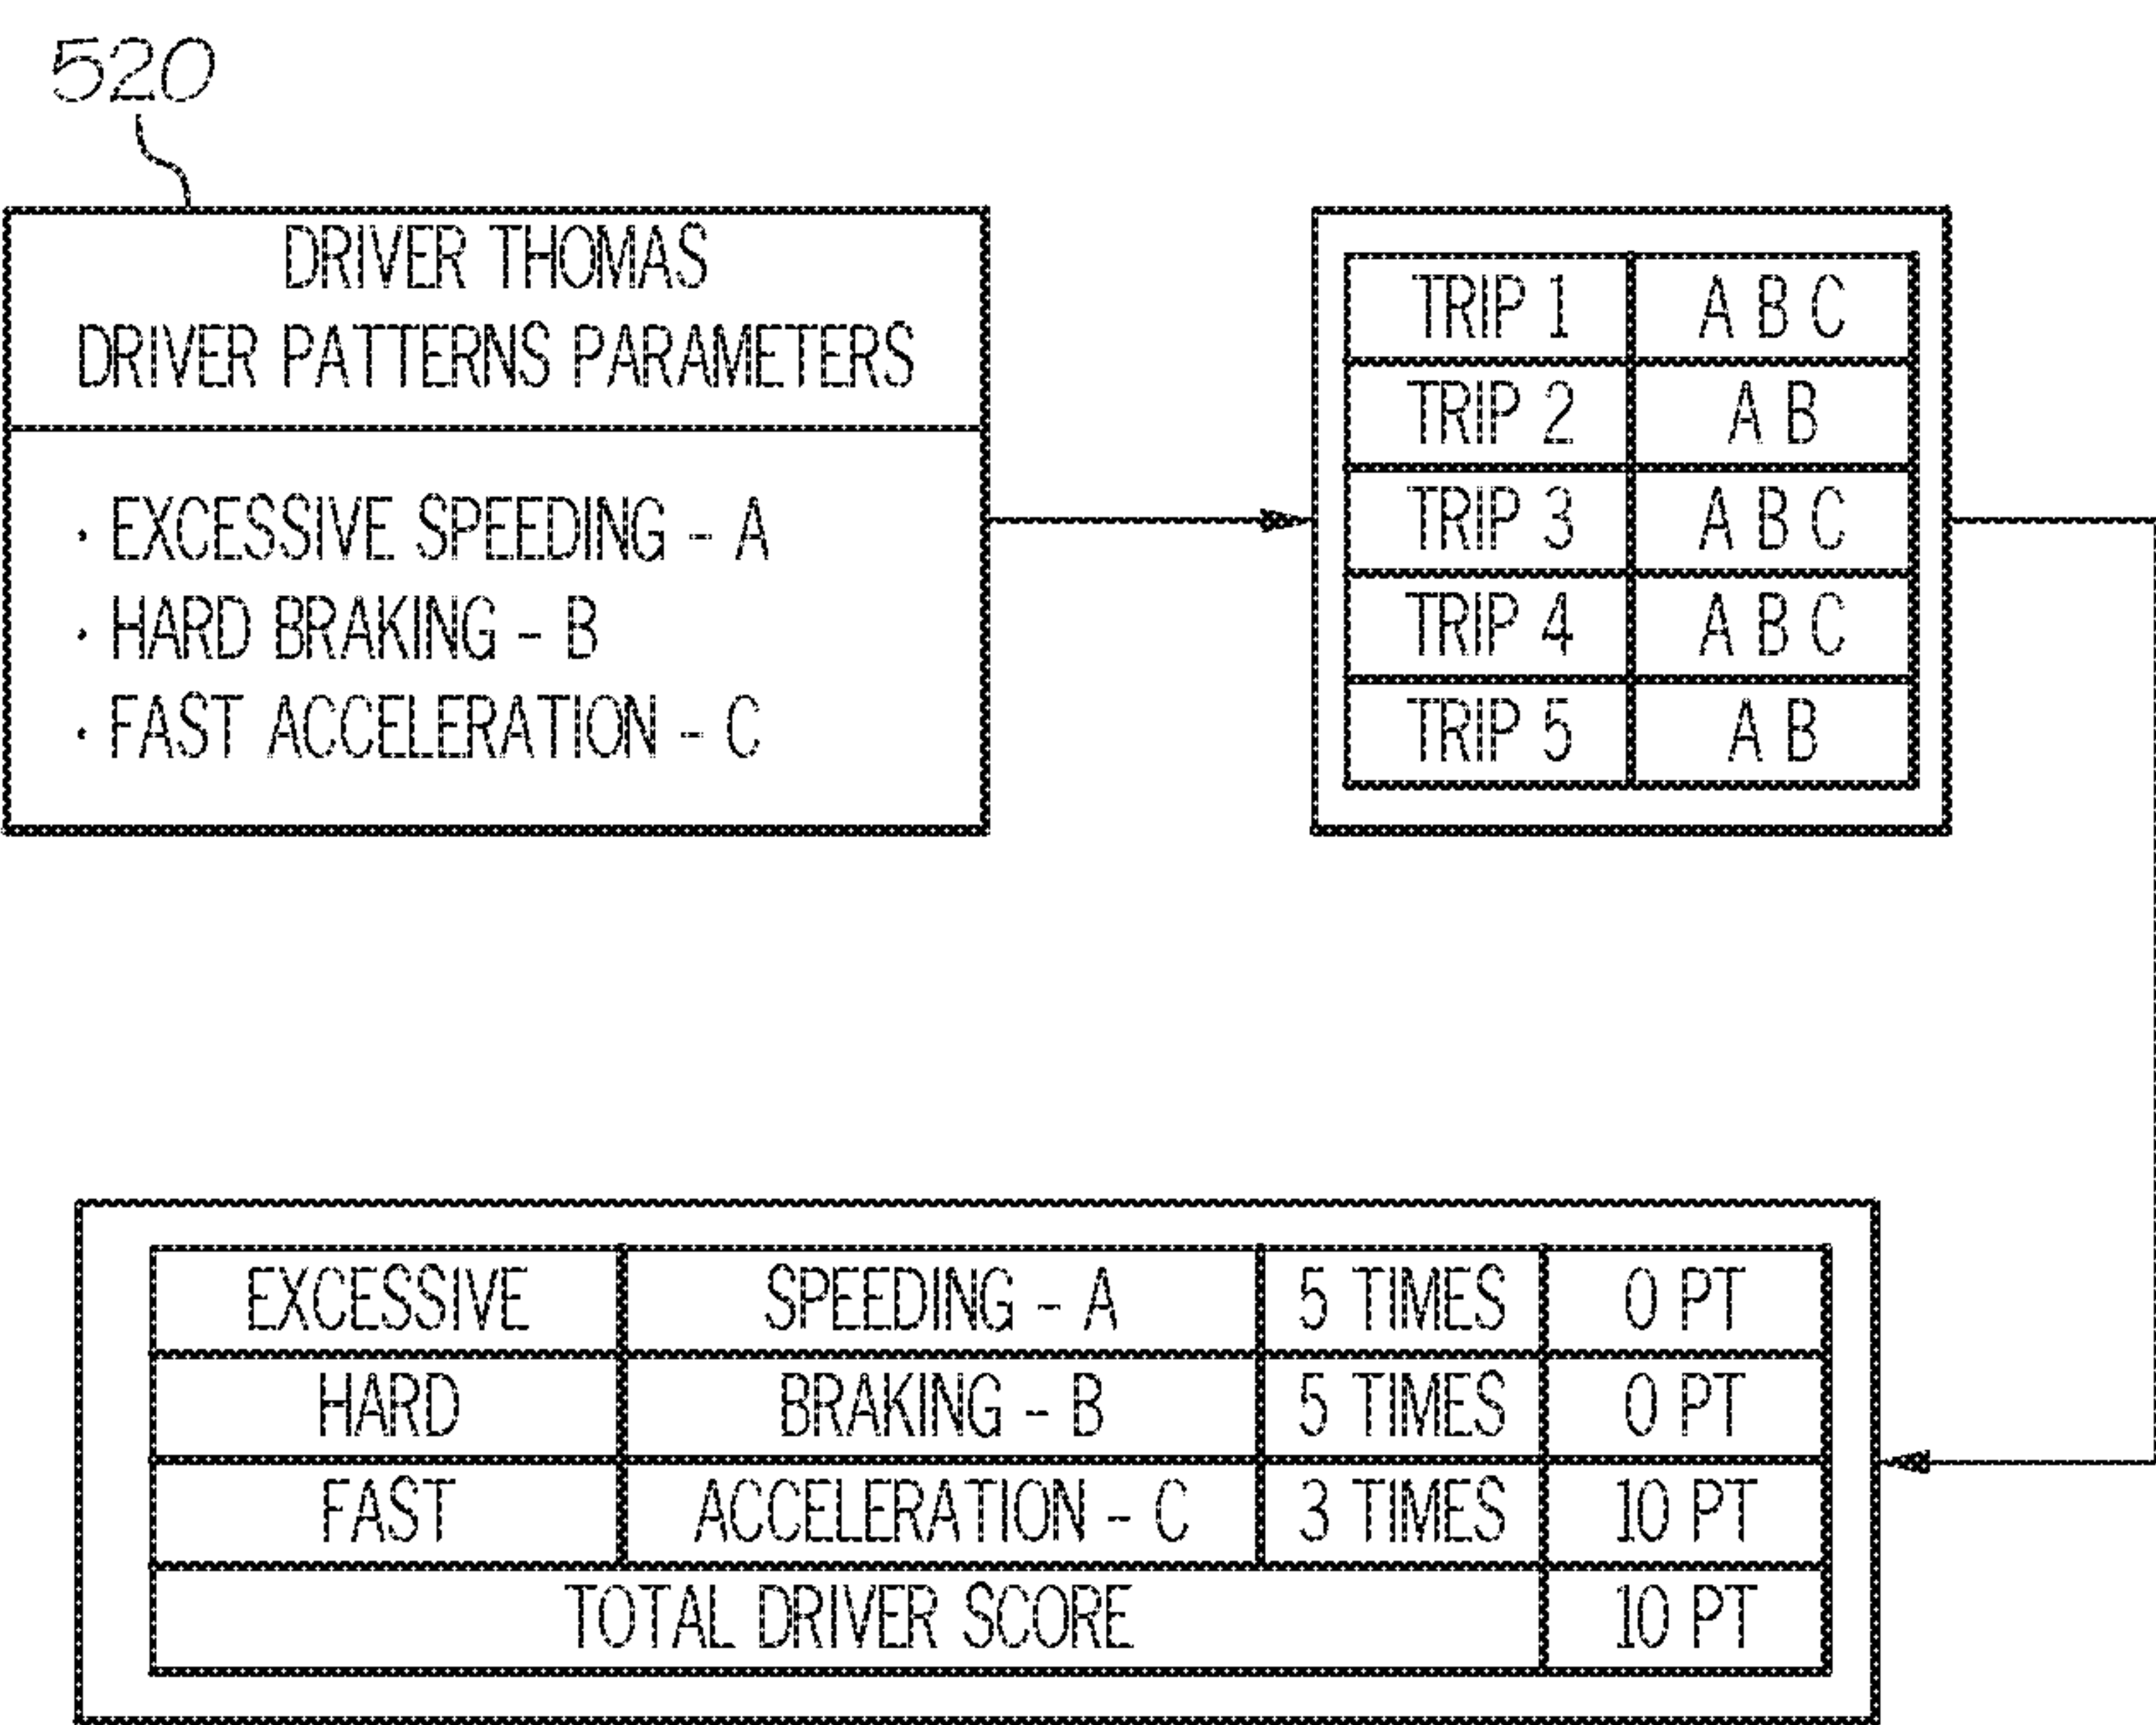 520
DRIVER THOMAS
DRIVER PATTERNS PARAMETERS
· EXCESSIVE SPEEDING - A
· HARD BRAKING - B
· FAST ACCELERATION - C
TRIP 1 A B C
TRIP 2 A B
TRIP 3 A B C
TRIP 4 A B C
TRIP 5 A B
EXCESSIVE SPEEDING - A 5 TIMES 0 PT
HARD BRAKING - B 5 TIMES 0 PT
FAST ACCELERATION - C 3 TIMES 10 PT
TOTAL DRIVER SCORE 10 PT